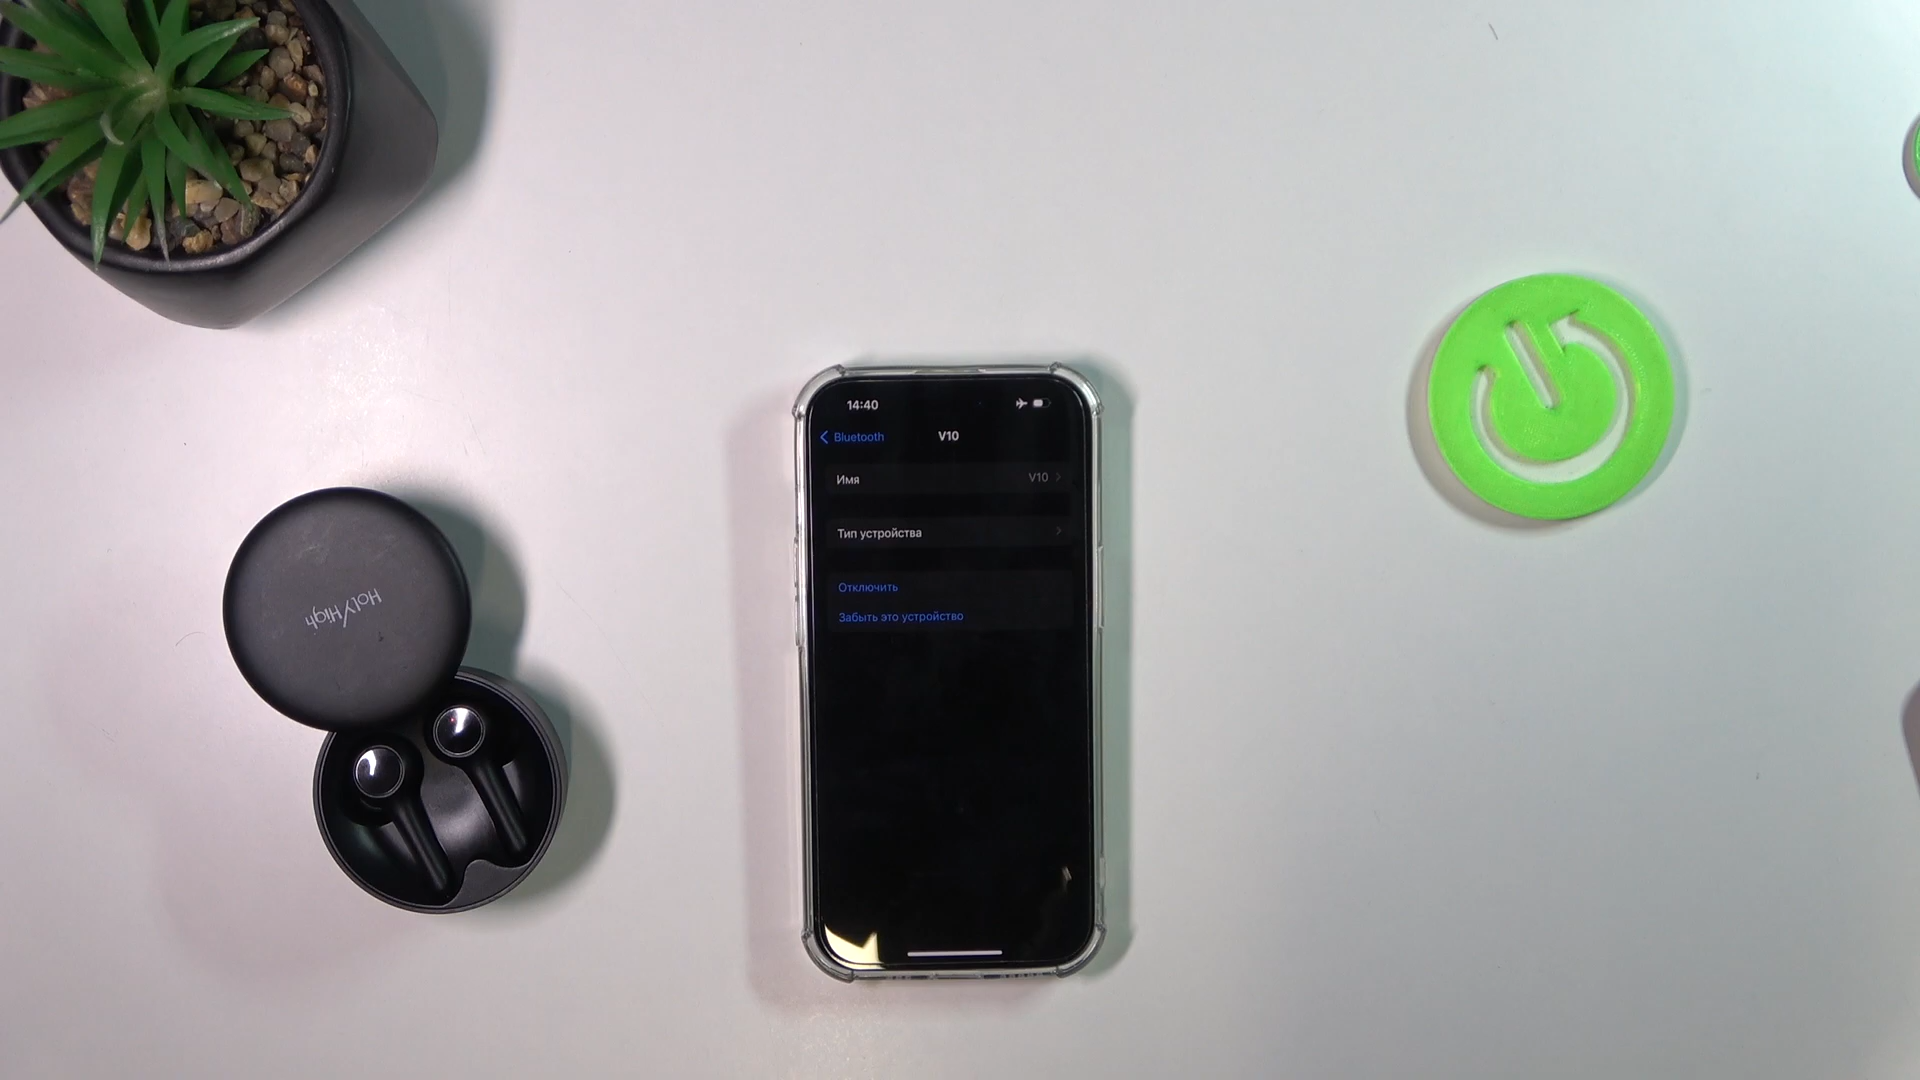 14:40
Bluetooth
V10
Имя
V10
Тип устройства
Отключить
Забыть это устройство
HolyHigh